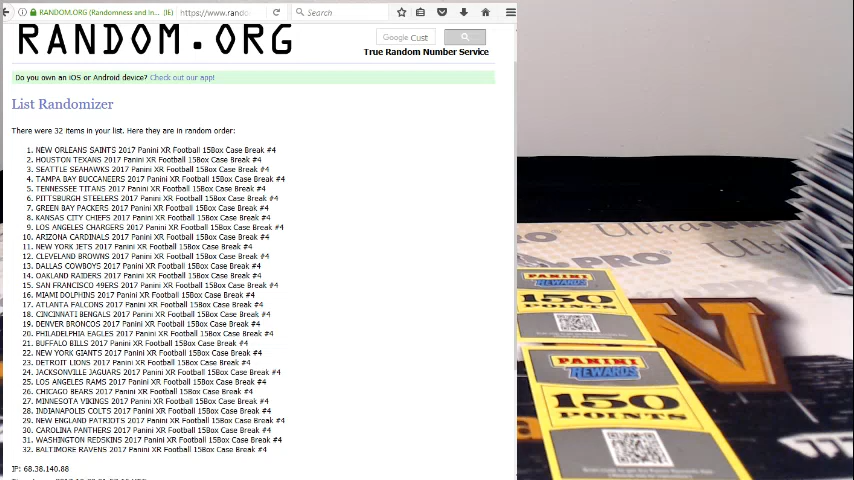 RANDOM.ORG (Randomness and In... (IE)
https://www.rand
Search
RANDOM.ORG
Google Cust
True Random Number Service
Do you own an iOS or Android device? Check out our app!
List Randomizer
There were 32 items in your list. Here they are in random order:
1. NEW ORLEANS SAINTS 2017 Panini XR Football 15Box Case Break #4
2. HOUSTON TEXANS 2017 Panini XR Football 15Box Case Break #4
3. SEATTLE SEAHAWKS 2017 Panini XR Football 15Box Case Break #4
4. TAMPA BAY BUCCANEERS 2017 Panini XR Football 15Box Case Break #4
5. TENNESSEE TITANS 2017 Panini XR Football 15Box Case Break #4
6. PITTSBURGH STEELERS 2017 Panini XR Football 15Box Case Break #4
7. GREEN BAY PACKERS 2017 Panini XR Football 15Box Case Break #4
8. KANSAS CITY CHIEFS 2017 Panini XR Football 15Box Case Break #4
9. LOS ANGELES CHARGERS 2017 Panini XR Football 15Box Case Break #4
10. ARIZONA CARDINALS 2017 Panini XR Football 15Box Case Break #4
11. NEW YORK JETS 2017 Panini XR Football 15Box Case Break #4
12. CLEVELAND BROWNS 2017 Panini XR Football 15Box Case Break #4
13. DALLAS COWBOYS 2017 Panini XR Football 15Box Case Break #4
14. OAKLAND RAIDERS 2017 Panini XR Football 15Box Case Break #4
15. SAN FRANCISCO 49ERS 2017 Panini XR Football 15Box Case Break #4
16. MIAMI DOLPHINS 2017 Panini XR Football 15Box Case Break #4
17. ATLANTA FALCONS 2017 Panini XR Football 15Box Case Break #4
18. CINCINNATI BENGALS 2017 Panini XR Football 15Box Case Break #4
19. DENVER BRONCOS 2017 Panini XR Football 15Box Case Break #4
20. PHILADELPHIA EAGLES 2017 Panini XR Football 15Box Case Break #4
21. BUFFALO BILLS 2017 Panini XR Football 15Box Case Break #4
22. NEW YORK GIANTS 2017 Panini XR Football 15Box Case Break #4
23. DETROIT LIONS 2017 Panini XR Football 15Box Case Break #4
24. JACKSONVILLE JAGUARS 2017 Panini XR Football 15Box Case Break #4
25. LOS ANGELES RAMS 2017 Panini XR Football 15Box Case Break #4
26. CHICAGO BEARS 2017 Panini XR Football 15Box Case Break #4
27. MINNESOTA VIKINGS 2017 Panini XR Football 15Box Case Break #4
28. INDIANAPOLIS COLTS 2017 Panini XR Football 15Box Case Break #4
29. NEW ENGLAND PATRIOTS 2017 Panini XR Football 15Box Case Break #4
30. CAROLINA PANTHERS 2017 Panini XR Football 15Box Case Break #4
31. WASHINGTON REDSKINS 2017 Panini XR Football 15Box Case Break #4
32. BALTIMORE RAVENS 2017 Panini XR Football 15Box Case Break #4
IP: 68.38.140.88
PRO
Ultra PRO
PRO
PANINI
REWARDS
150
POINTS
PANINI
REWARDS
150
POINTS